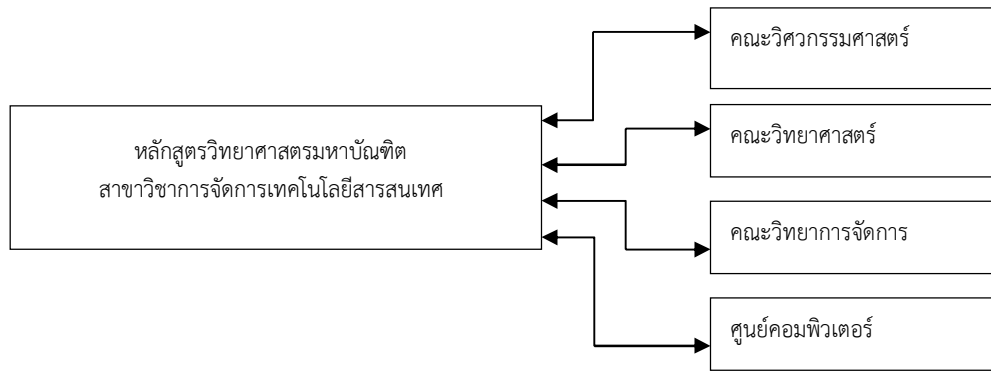 คณะวิศวกรรมศาสตร์
หลักสูตรวิทยาศาสตรมหาบัณฑิต
สาขาวิชาการจัดการเทคโนโลยีสารสนเทศ
คณะวิทยาศาสตร์
คณะวิทยาการจัดการ
ศูนย์คอมพิวเตอร์